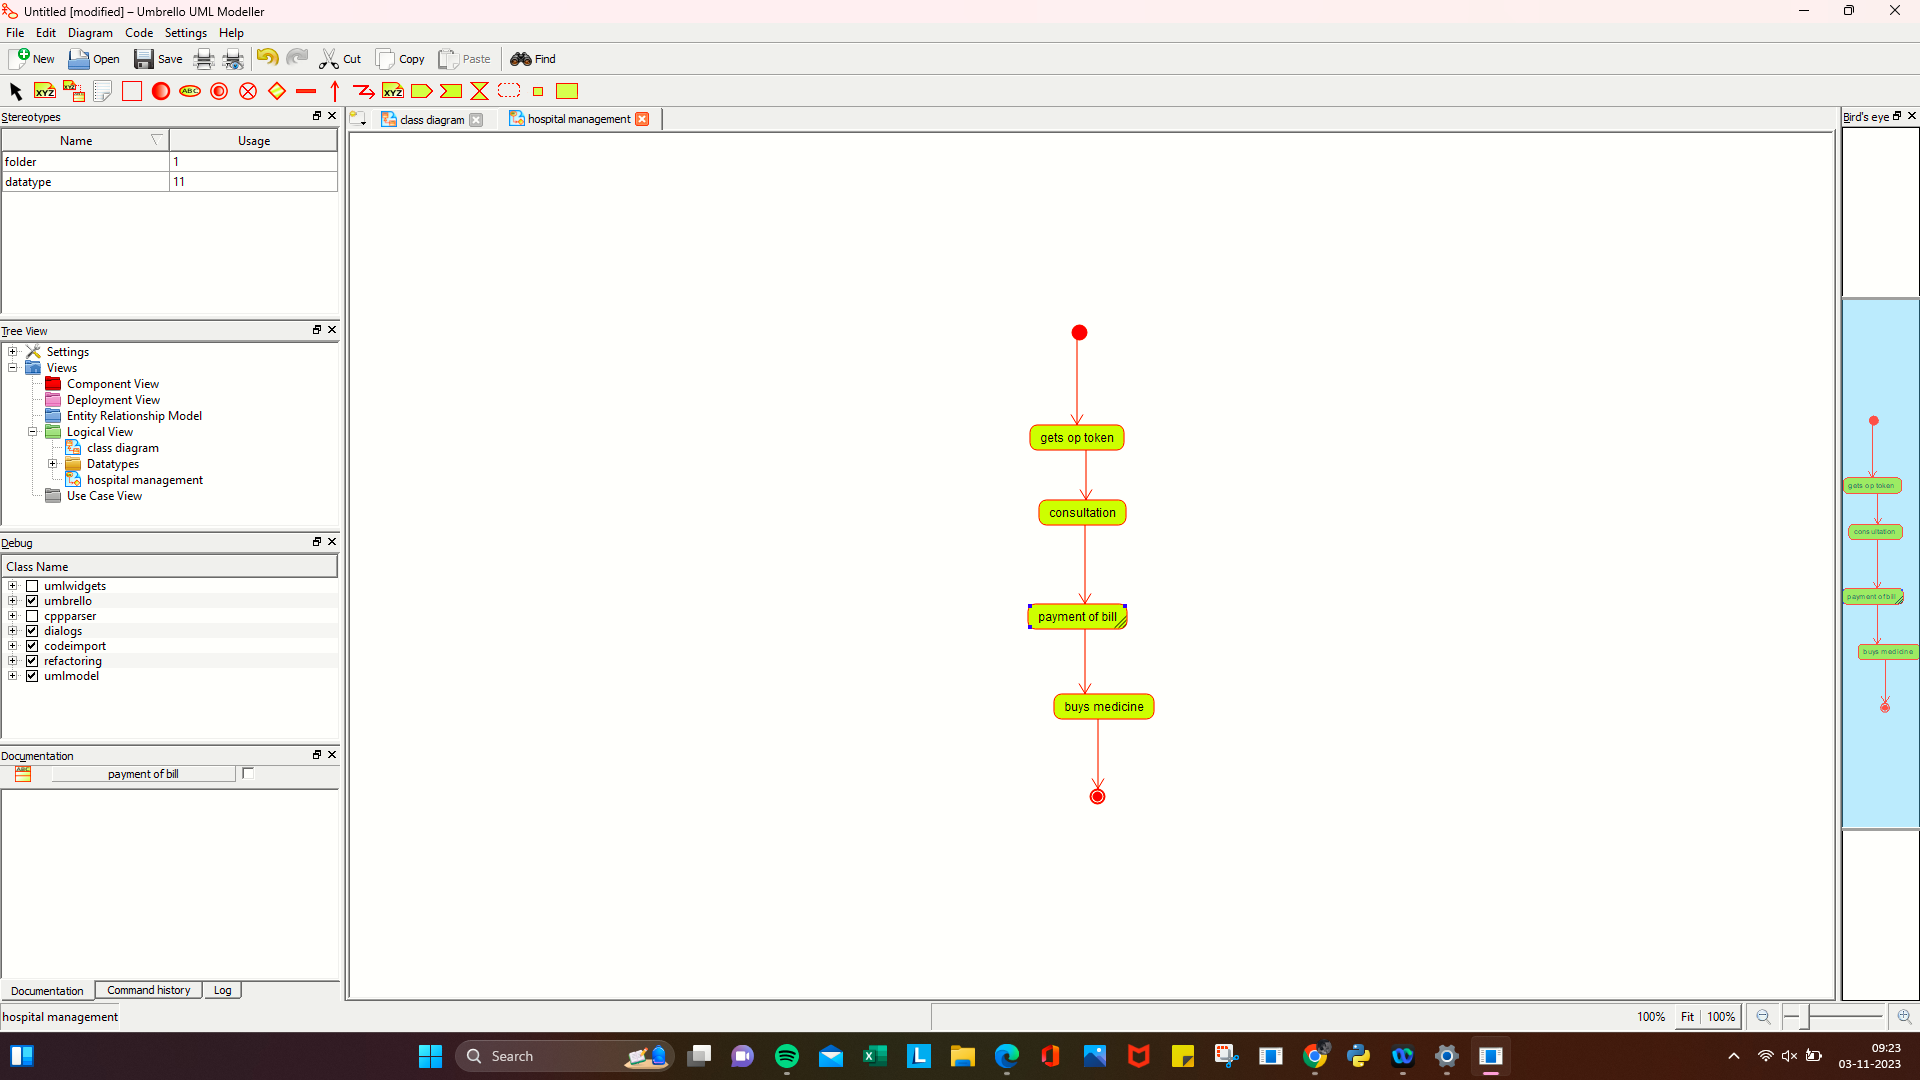 Untitled [modified] – Umbrello UML Modeller
File Edit Diagram Code Settings Help
New Open Save Cut Copy Paste Find
XYZ XYZ ABC XYZ
Stereotypes
Name Usage
folder 1
datatype 11
class diagram hospital management
Bird's eye
Tree View
Settings
Views
Component View
Deployment View
Entity Relationship Model
Logical View
class diagram
Datatypes
hospital management
Use Case View
Debug
Class Name
umlwidgets
umbrello
cppparser
dialogs
codeimport
refactoring
umlmodel
Documentation
ABC payment of bill
Documentation Command history Log
gets op token
consultation
payment of bill
buys medicine
gets op token
consultation
payment of bill
buys medicine
hospital management
100% Fit 100%
Search
09:23
03-11-2023